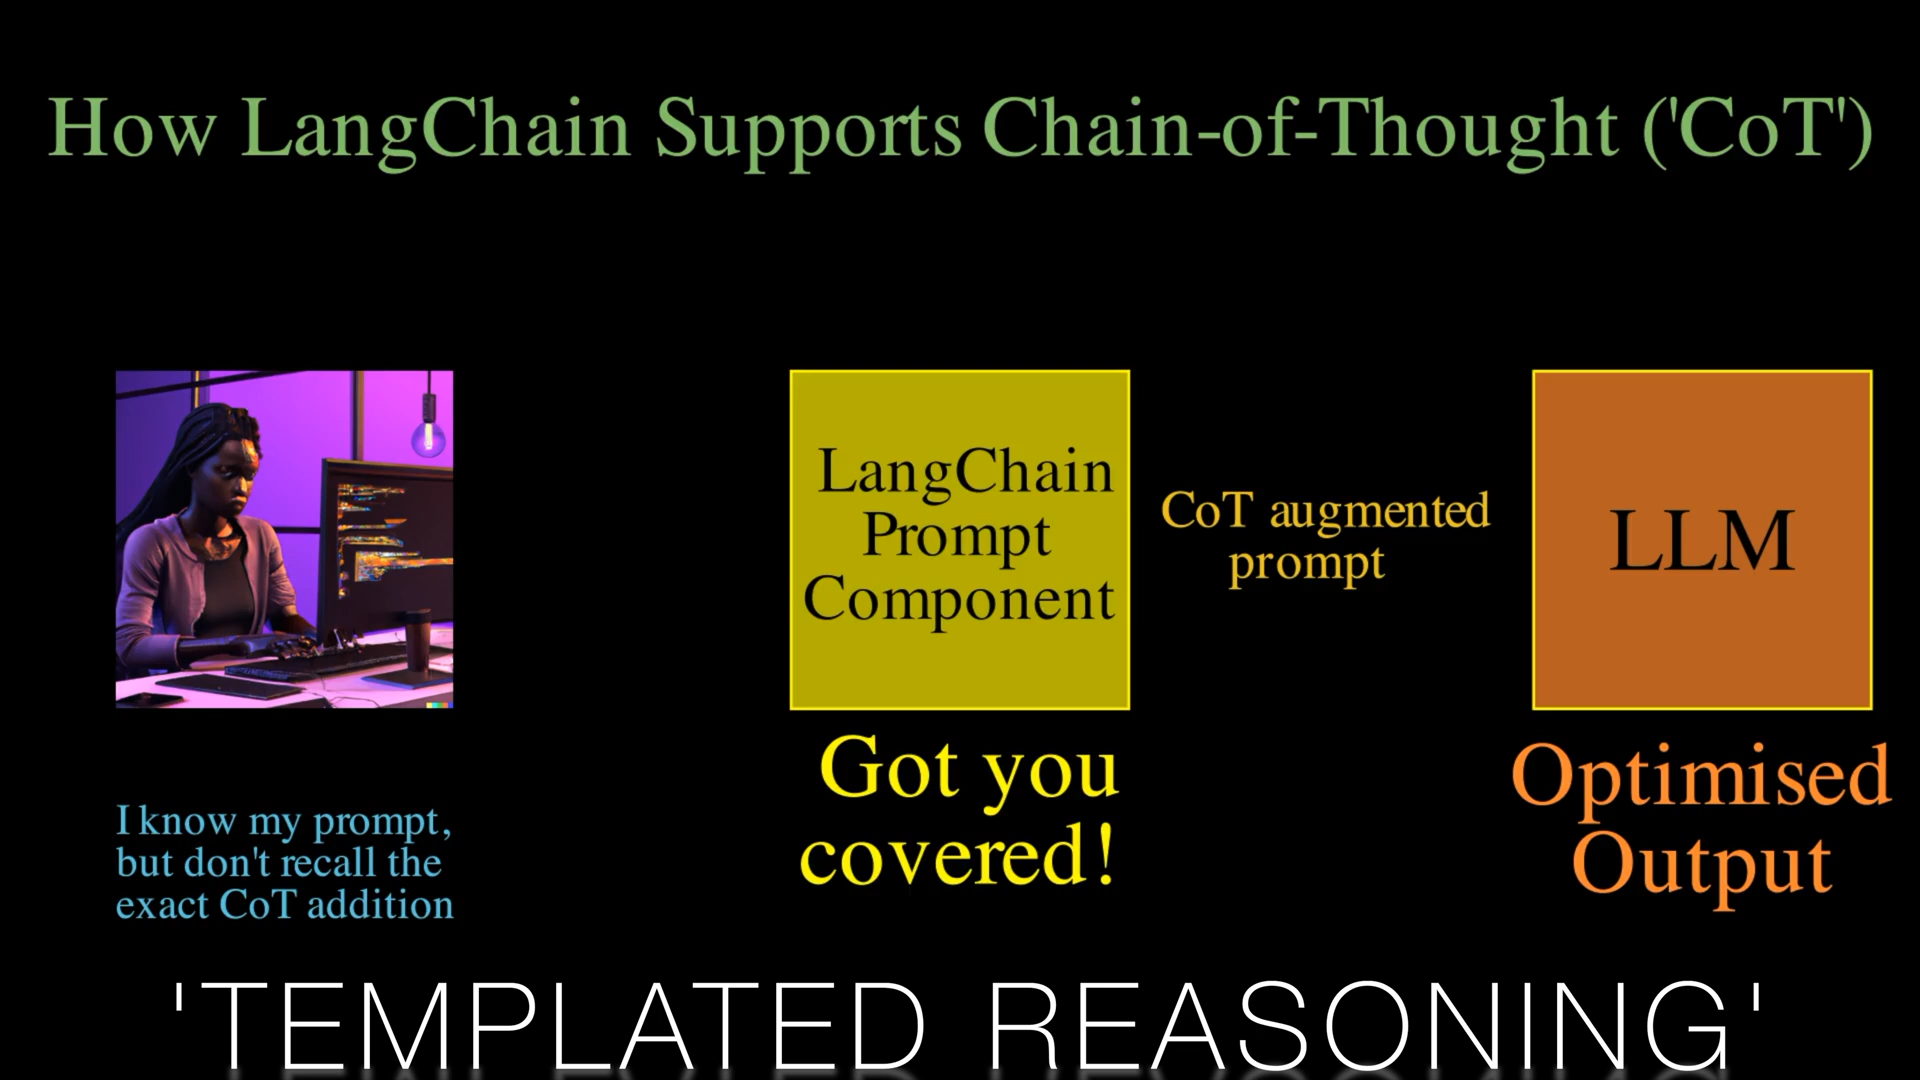 How LangChain Supports Chain-of-Thought ('CoT')
LangChain
Prompt
Component
CoT augmented
prompt
LLM
Got you
covered!
Optimised
Output
I know my prompt,
but don't recall the
exact CoT addition
'TEMPLATED REASONING'